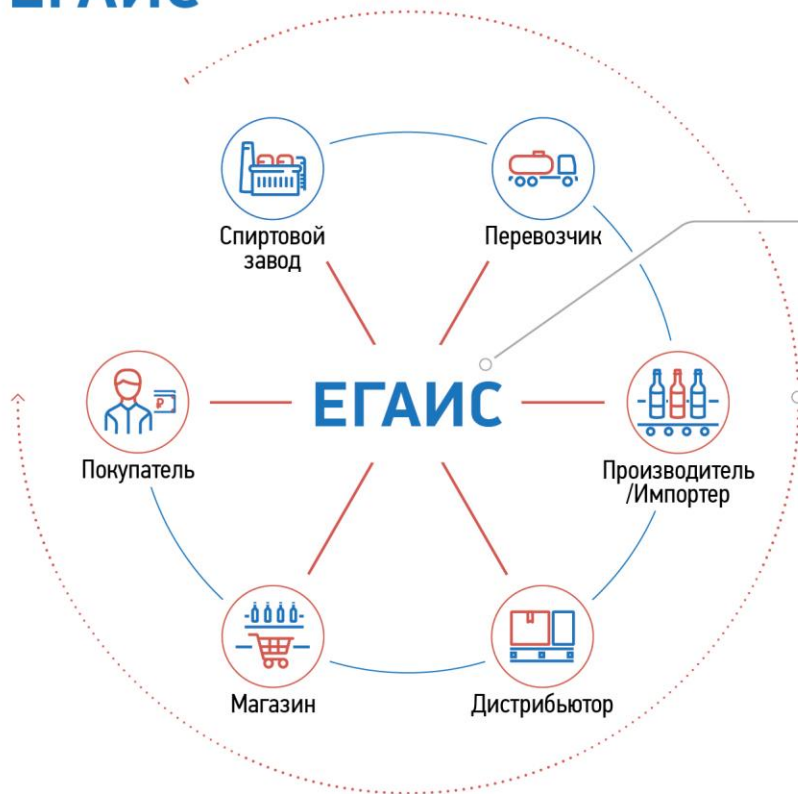 ЕГАИС
Спиртовой
завод
Перевозчик
ЕГАИС
Покупатель
₽
Производитель
/Импортер
Магазин
Дистрибьютор